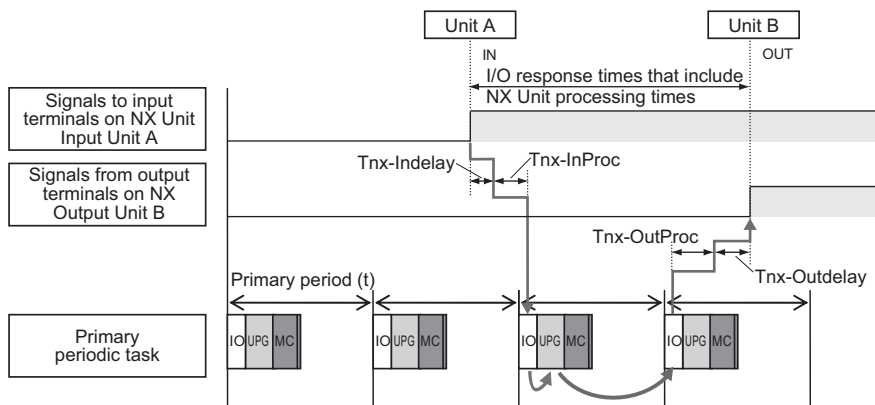 Unit A
Unit B
IN
OUT
I/O response times that include
NX Unit processing times
Signals to input
terminals on NX Unit
Input Unit A
Tnx-Indelay
Tnx-InProc
Signals from output
terminals on NX
Output Unit B
Tnx-OutProc
Tnx-Outdelay
Primary period (t)
Primary
periodic task
IO UPG MC
IO UPG MC
IO UPG MC
IO UPG MC